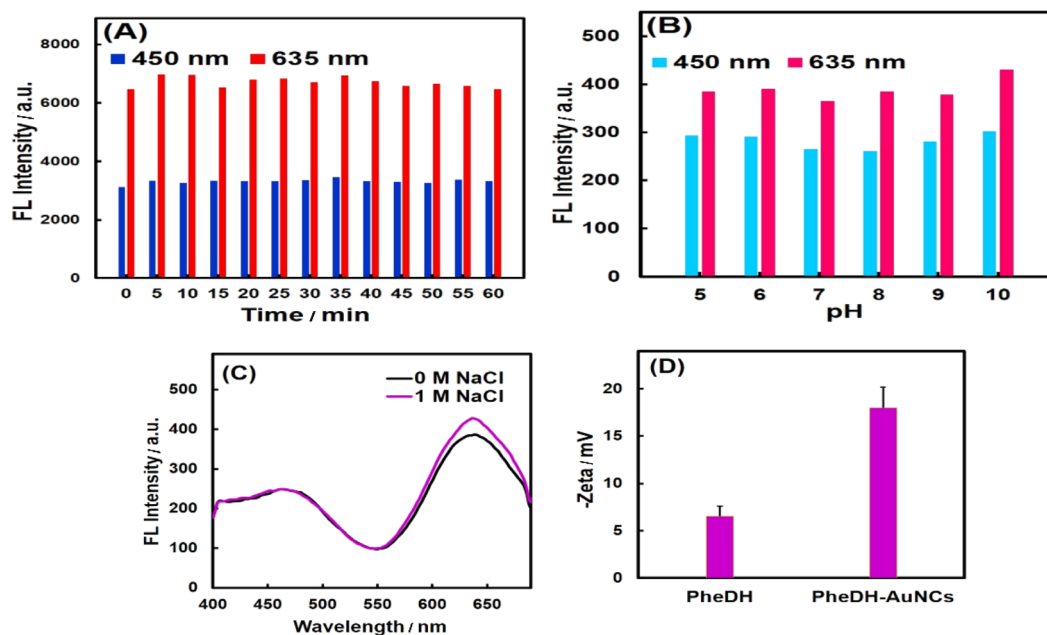 (A)
450 nm 635 nm
FL Intensity / a.u.
8000
6000
4000
2000
0
0 5 10 15 20 25 30 35 40 45 50 55 60
Time / min
(B)
450 nm 635 nm
FL Intensity / a.u.
500
400
300
200
100
0
5 6 7 8 9 10
pH
(C)
0 M NaCl
1 M NaCl
FL Intensity / a.u.
500
400
300
200
100
0
400 450 500 550 600 650
Wavelength / nm
(D)
-Zeta / mV
20
15
10
5
0
PheDH PheDH-AuNCs